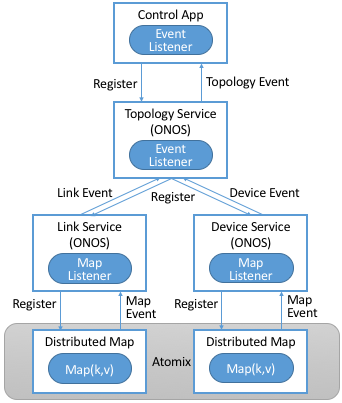 Control App
Event
Listener
Register
Topology Event
Topology Service
(ONOS)
Event
Listener
Link Event
Register
Device Event
Link Service
(ONOS)
Map
Listener
Device Service
(ONOS)
Map
Listener
Register
Map
Event
Register
Map
Event
Distributed Map
Map(k,v)
Atomix
Distributed Map
Map(k,v)